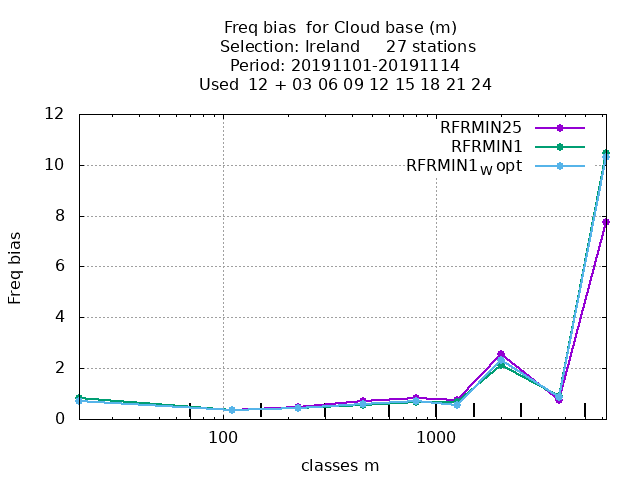 Freq bias  for Cloud base (m)
Selection: Ireland     27 stations
Period: 20191101-20191114
Used  12 + 03 06 09 12 15 18 21 24
12
10
8
6
4
2
0
Freq bias
RFRMIN25
RFRMIN1
RFRMIN1W opt
100
1000
classes m